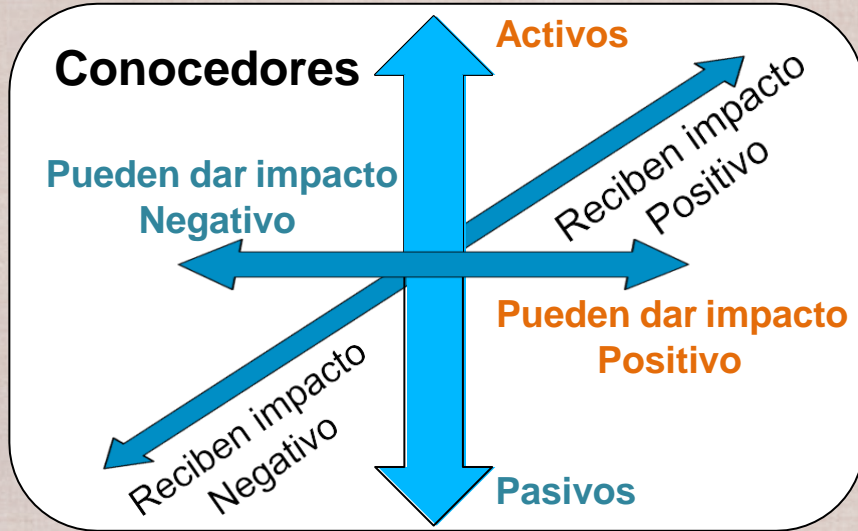 Activos
Conocedores
Reciben impacto
Positivo
Pueden dar impacto
Negativo
Pueden dar impacto
Positivo
Reciben impacto
Negativo
Pasivos